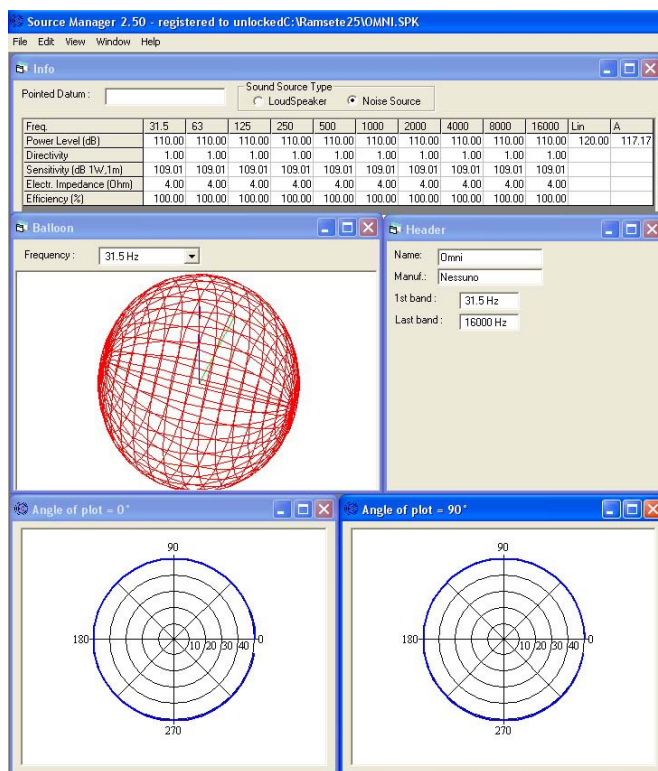 Source Manager 2.50 - registered to unlockedC:\Ramsete25\OMNI.SPK
File Edit View Window Help
Info
Pointed Datum :
Sound Source Type
LoudSpeaker Noise Source
Freq. 31.5 63 125 250 500 1000 2000 4000 8000 16000 Lin A
Power Level (dB) 110.00 110.00 110.00 110.00 110.00 110.00 110.00 110.00 110.00 110.00 120.00 117.17
Directivity 1.00 1.00 1.00 1.00 1.00 1.00 1.00 1.00 1.00 1.00
Sensitivity (dB 1W,1m) 109.01 109.01 109.01 109.01 109.01 109.01 109.01 109.01 109.01 109.01
Electr. Impedance (Ohm) 4.00 4.00 4.00 4.00 4.00 4.00 4.00 4.00 4.00 4.00
Efficiency (%) 100.00 100.00 100.00 100.00 100.00 100.00 100.00 100.00 100.00 100.00
Balloon
Frequency : 31.5 Hz
Header
Name: Omni
Manuf.: Nessuno
1st band : 31.5 Hz
Last band : 16000 Hz
Angle of plot = 0°
90
180 10 20 30 40 0
270
Angle of plot = 90°
90
180 10 20 30 40 0
270